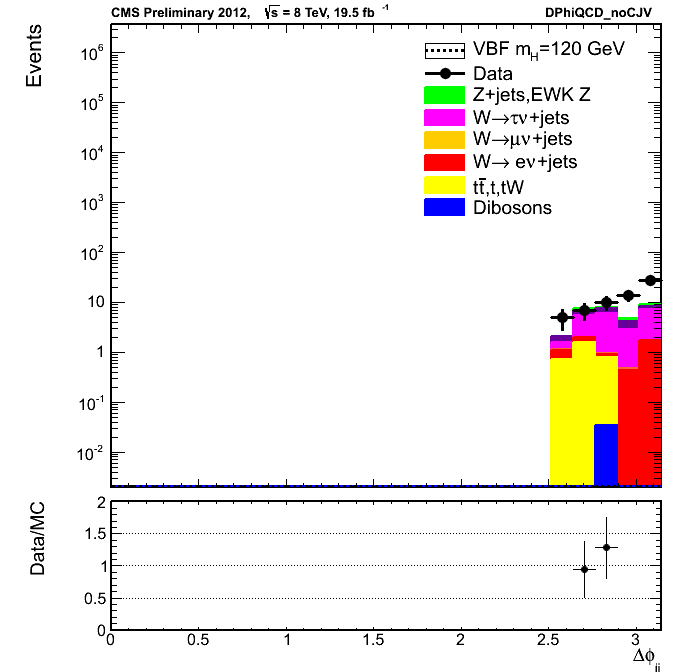 CMS Preliminary 2012, √s = 8 TeV, 19.5 fb⁻¹ DPhiQCD_noCJV
Events
10⁶
10⁵
10⁴
10³
10²
10
1
10⁻¹
10⁻²
VBF m_H=120 GeV
Data
Z+jets,EWK Z
W→τν+jets
W→μν+jets
W→ eν+jets
tt̄,t,tW
Dibosons
Data/MC
2
1.5
1
0.5
0
0 0.5 1 1.5 2 2.5 3
Δϕ_jj